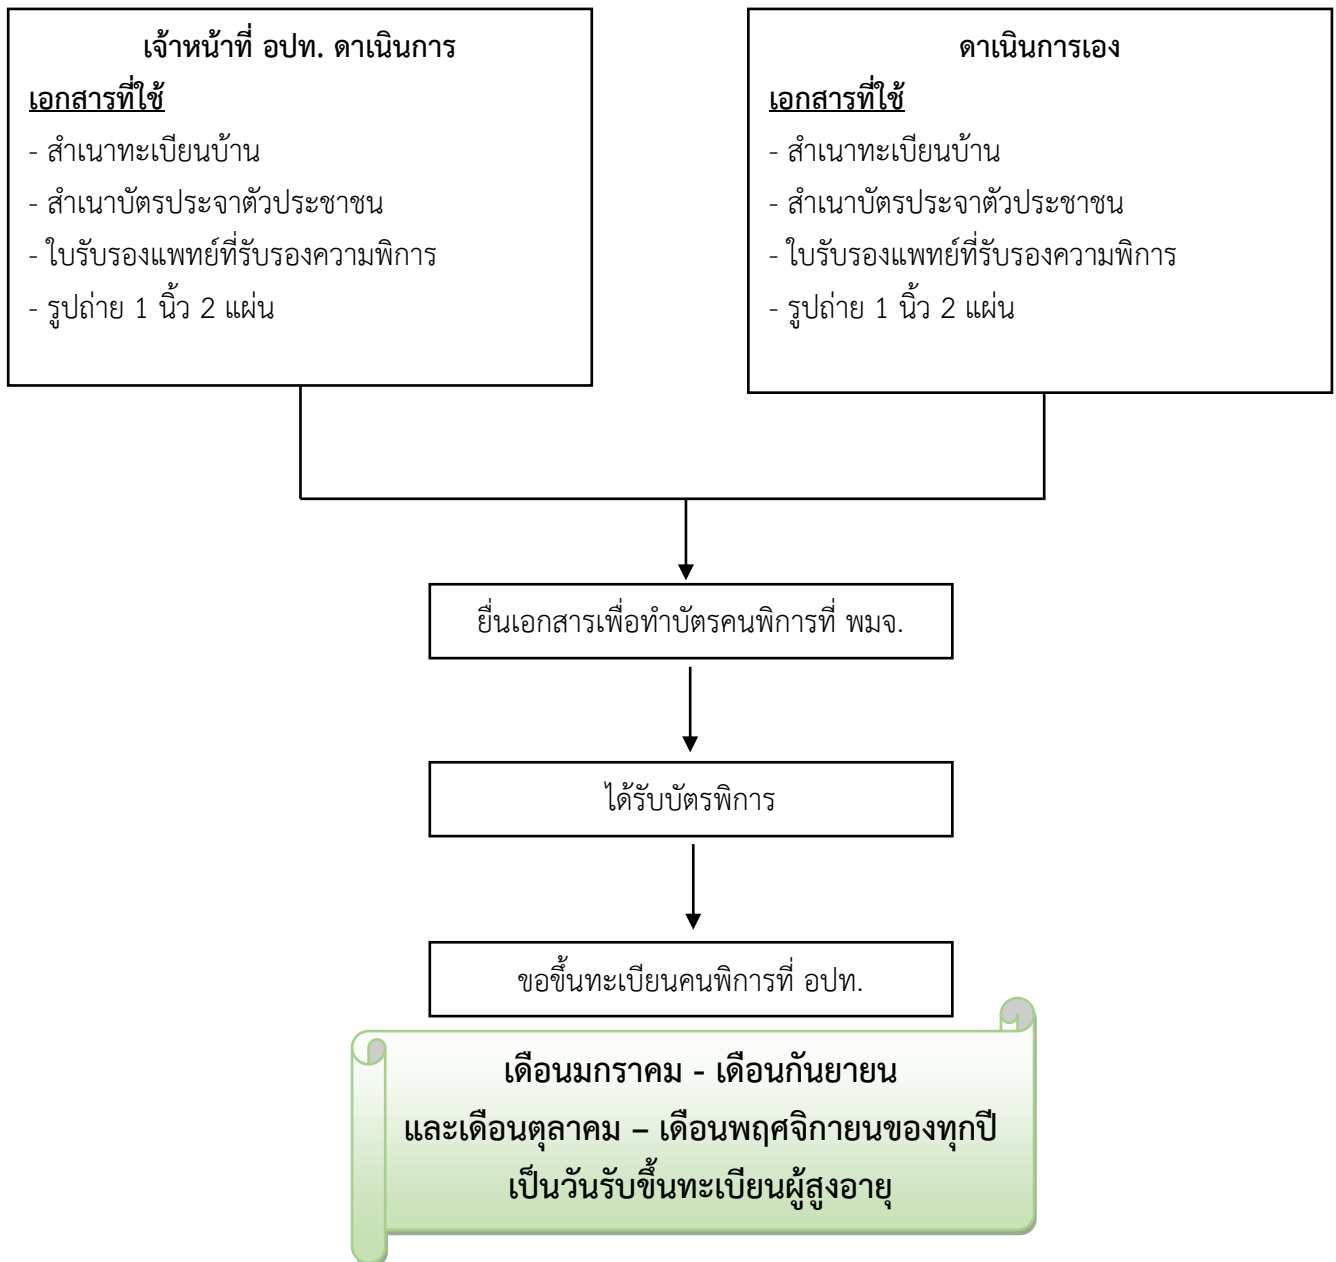 เจ้าหน้าที่ อปท. ดาเนินการ
เอกสารที่ใช้
- สำเนาทะเบียนบ้าน
- สำเนาบัตรประจาตัวประชาชน
- ใบรับรองแพทย์ที่รับรองความพิการ
- รูปถ่าย 1 นิ้ว 2 แผ่น
ดาเนินการเอง
เอกสารที่ใช้
- สำเนาทะเบียนบ้าน
- สำเนาบัตรประจาตัวประชาชน
- ใบรับรองแพทย์ที่รับรองความพิการ
- รูปถ่าย 1 นิ้ว 2 แผ่น
ยื่นเอกสารเพื่อทำบัตรคนพิการที่ พมจ.
ได้รับบัตรพิการ
ขอขึ้นทะเบียนคนพิการที่ อปท.
เดือนมกราคม - เดือนกันยายน
และเดือนตุลาคม – เดือนพฤศจิกายนของทุกปี
เป็นวันรับขึ้นทะเบียนผู้สูงอายุ